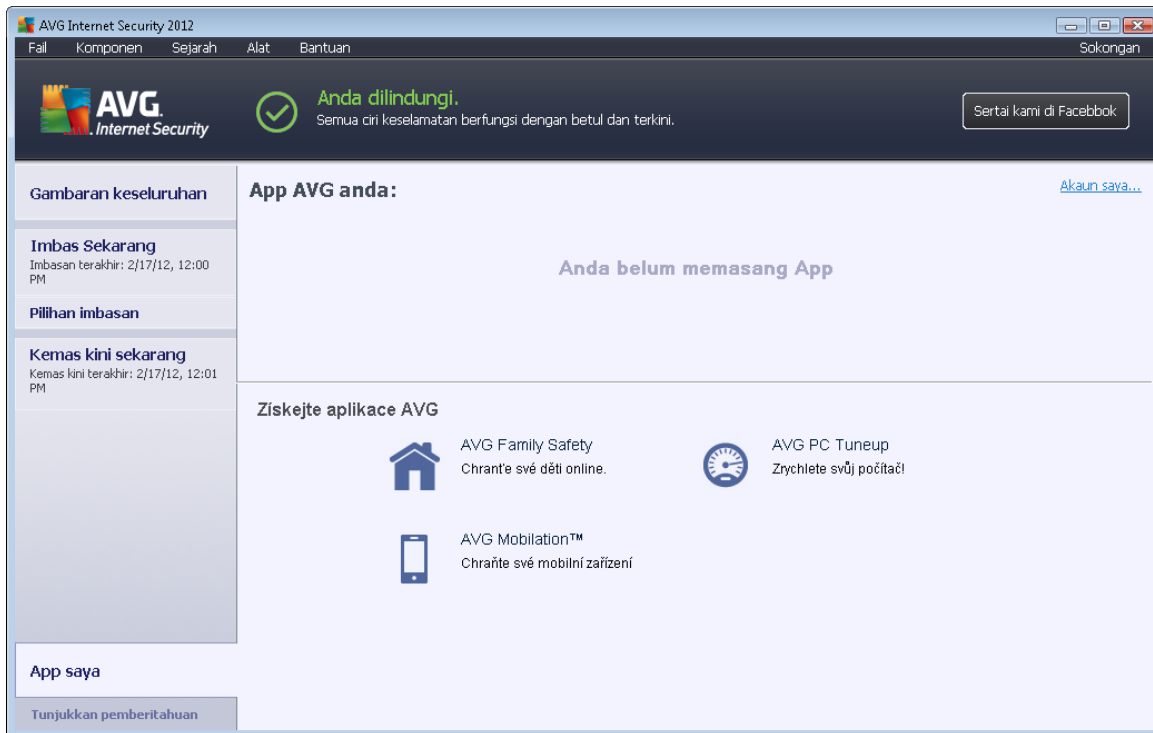 AVG Internet Security 2012
Fail Komponen Sejarah Alat Bantuan Sokongan
AVG.
Internet Security
Anda dilindungi.
Semua ciri keselamatan berfungsi dengan betul dan terkini.
Sertai kami di Facebbok
Gambaran keseluruhan
App AVG anda:
Akaun saya...
Imbas Sekarang
Imbasan terakhir: 2/17/12, 12:00
PM
Anda belum memasang App
Pilihan imbasan
Kemas kini sekarang
Kemas kini terakhir: 2/17/12, 12:01
PM
Získejte aplikace AVG
AVG Family Safety
Chranťe své děti online.
AVG PC Tuneup
Zrychlete svůj počítač!
AVG Mobilation™
Chraňte své mobilní zařízení
App saya
Tunjukkan pemberitahuan